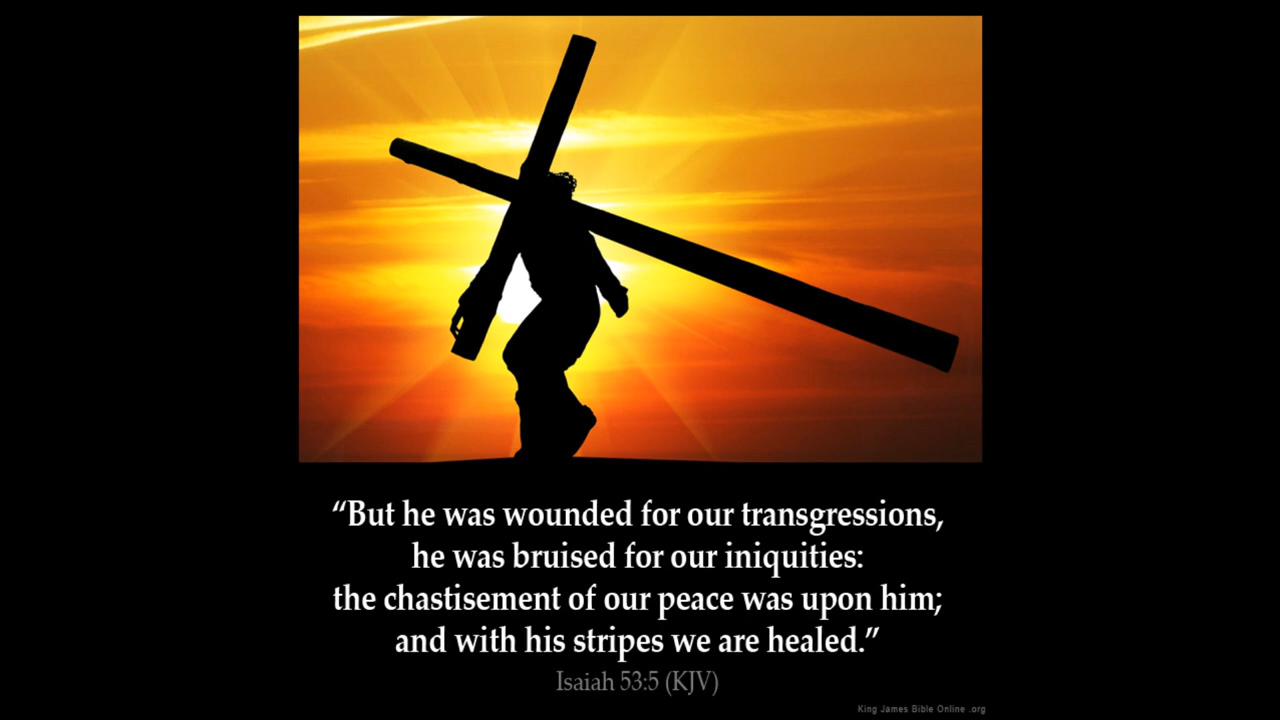 “But he was wounded for our transgressions,
he was bruised for our iniquities:
the chastisement of our peace was upon him;
and with his stripes we are healed.”
Isaiah 53:5 (KJV)
King James Bible Online .org